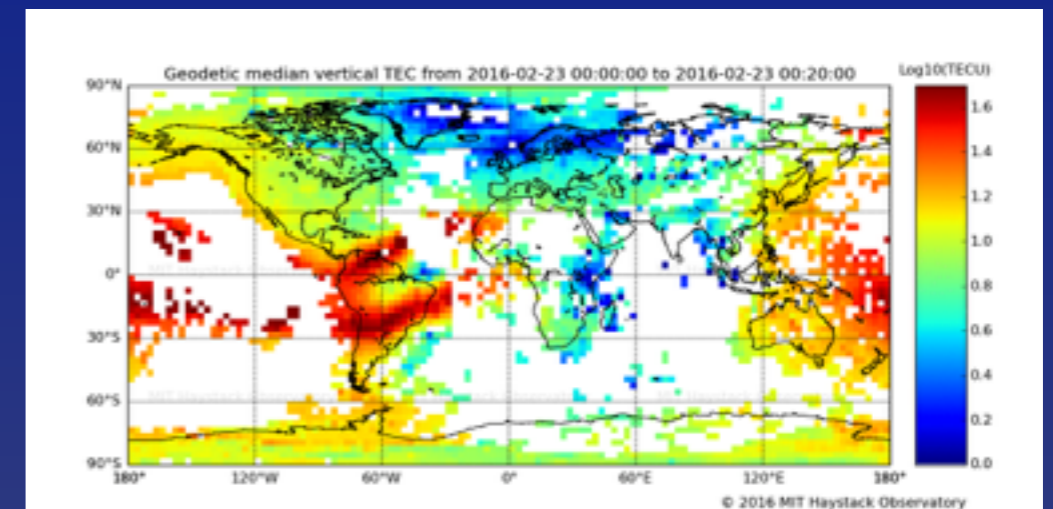 Geodetic median vertical TEC from 2016-02-23 00:00:00 to 2016-02-23 00:20:00
Log10(TECU)
90°N
60°N
30°N
0°
30°S
60°S
90°S
180° 120°W 60°W 0° 60°E 120°E 180°
1.6
1.4
1.2
1.0
0.8
0.6
0.4
0.2
0.0
© 2016 MIT Haystack Observatory